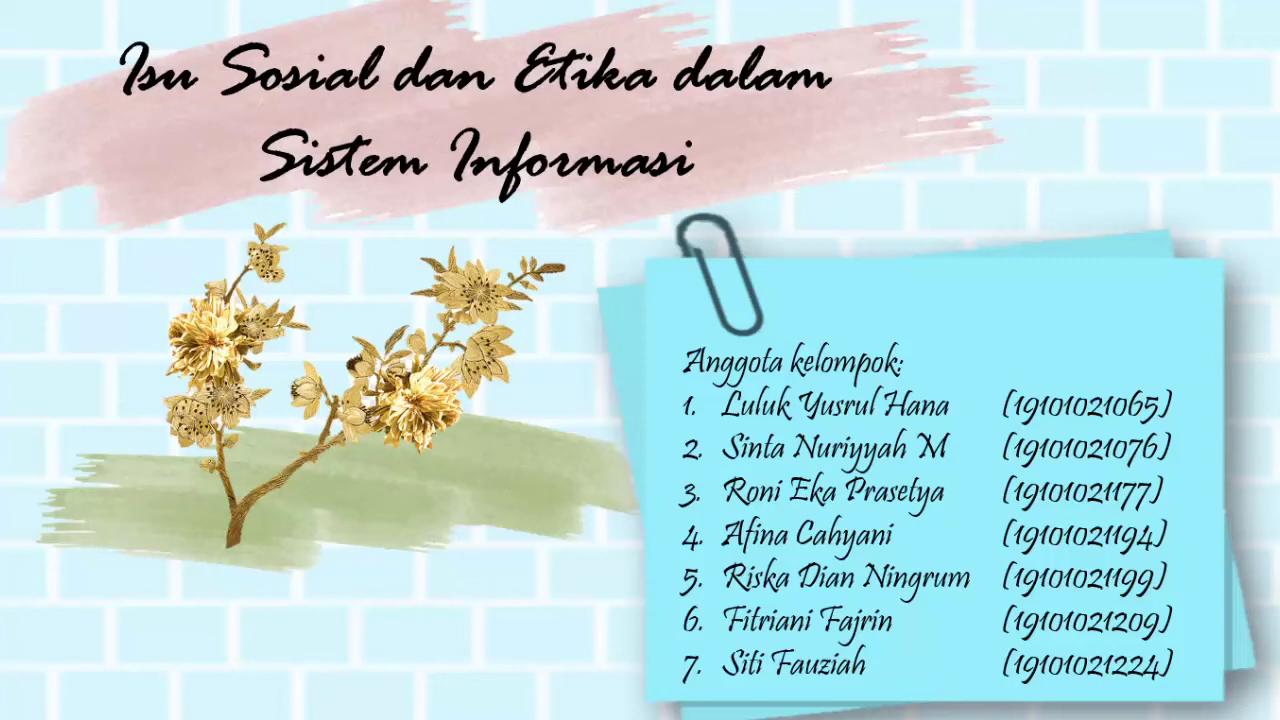 Isu Sosial dan Etika dalam
Sistem Informasi
Anggota kelompok:
1. Luluk Yusrul Hana (19101021065)
2. Sinta Nuriyyah M (19101021076)
3. Roni Eka Prasetya (19101021177)
4. Afina Cahyani (19101021194)
5. Riska Dian Ningrum (19101021199)
6. Fitriani Fajrin (19101021209)
7. Siti Fauziah (19101021224)